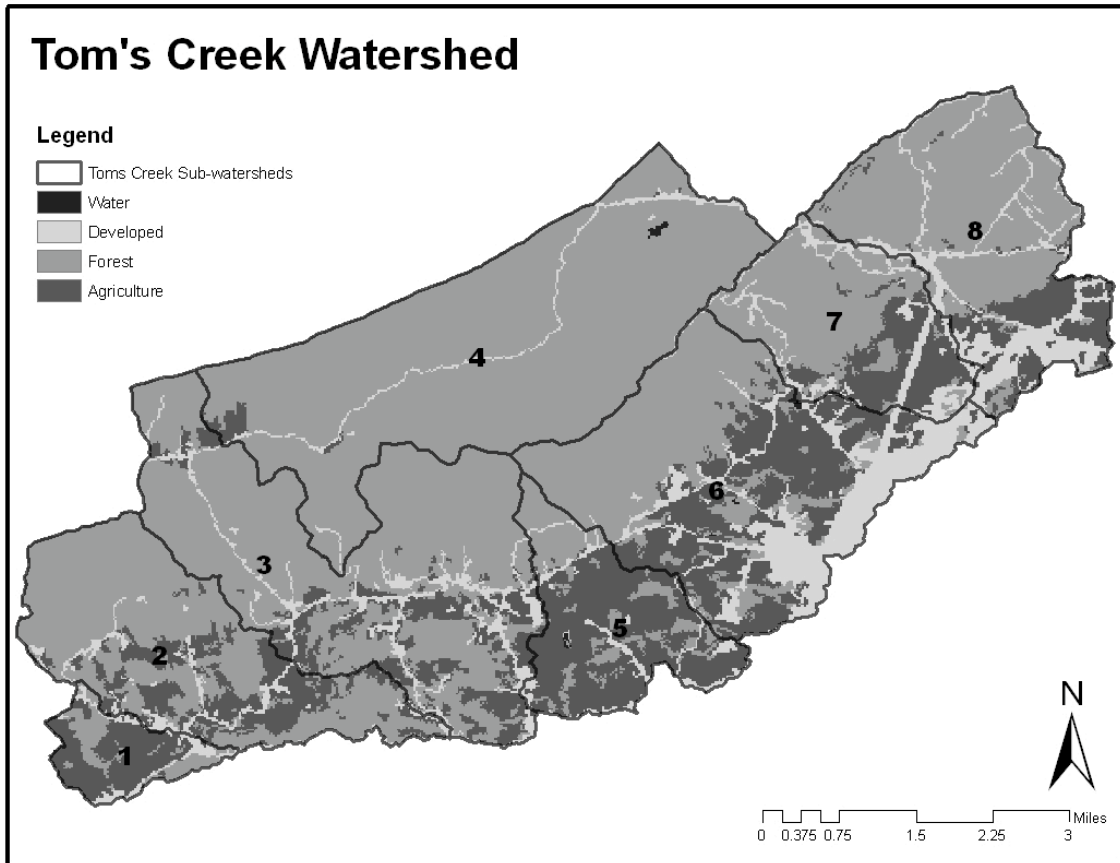 Tom's Creek Watershed
Legend
Toms Creek Sub-watersheds
Water
Developed
Forest
Agriculture
8
7
4
6
3
5
2
1
N
Miles
0 0.375 0.75 1.5 2.25 3